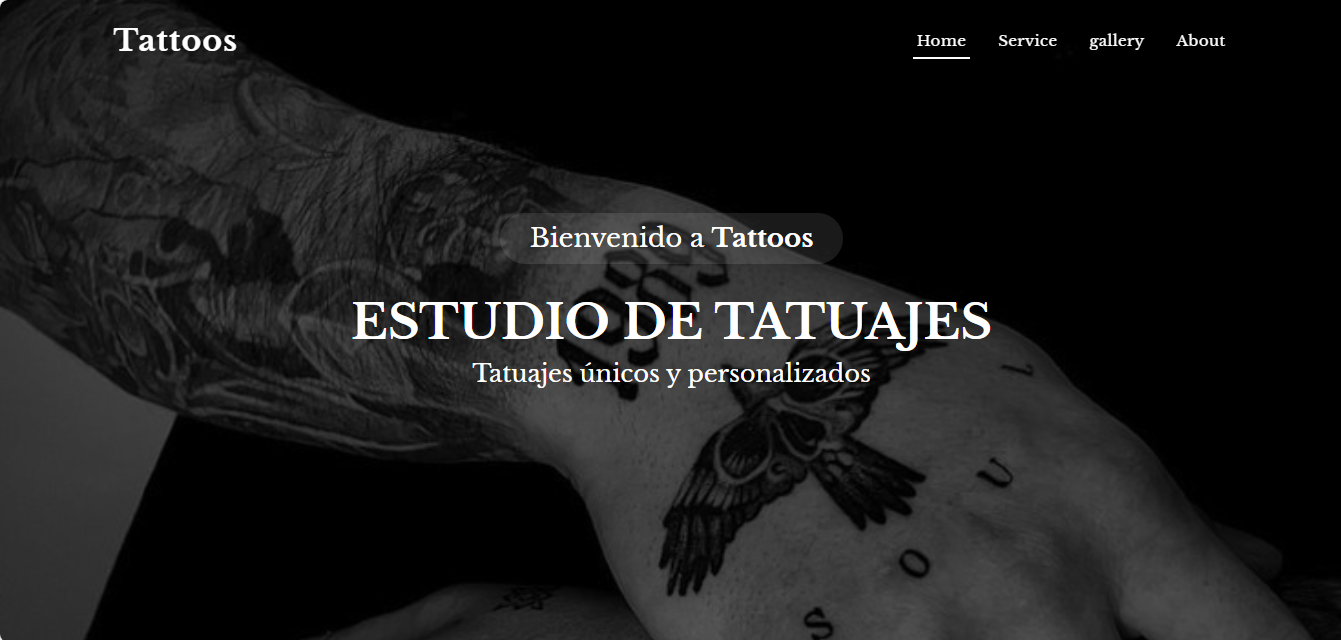 Tattoos
Home Service gallery About
Bienvenido a Tattoos
ESTUDIO DE TATUAJES
Tatuajes únicos y personalizados
S O U L